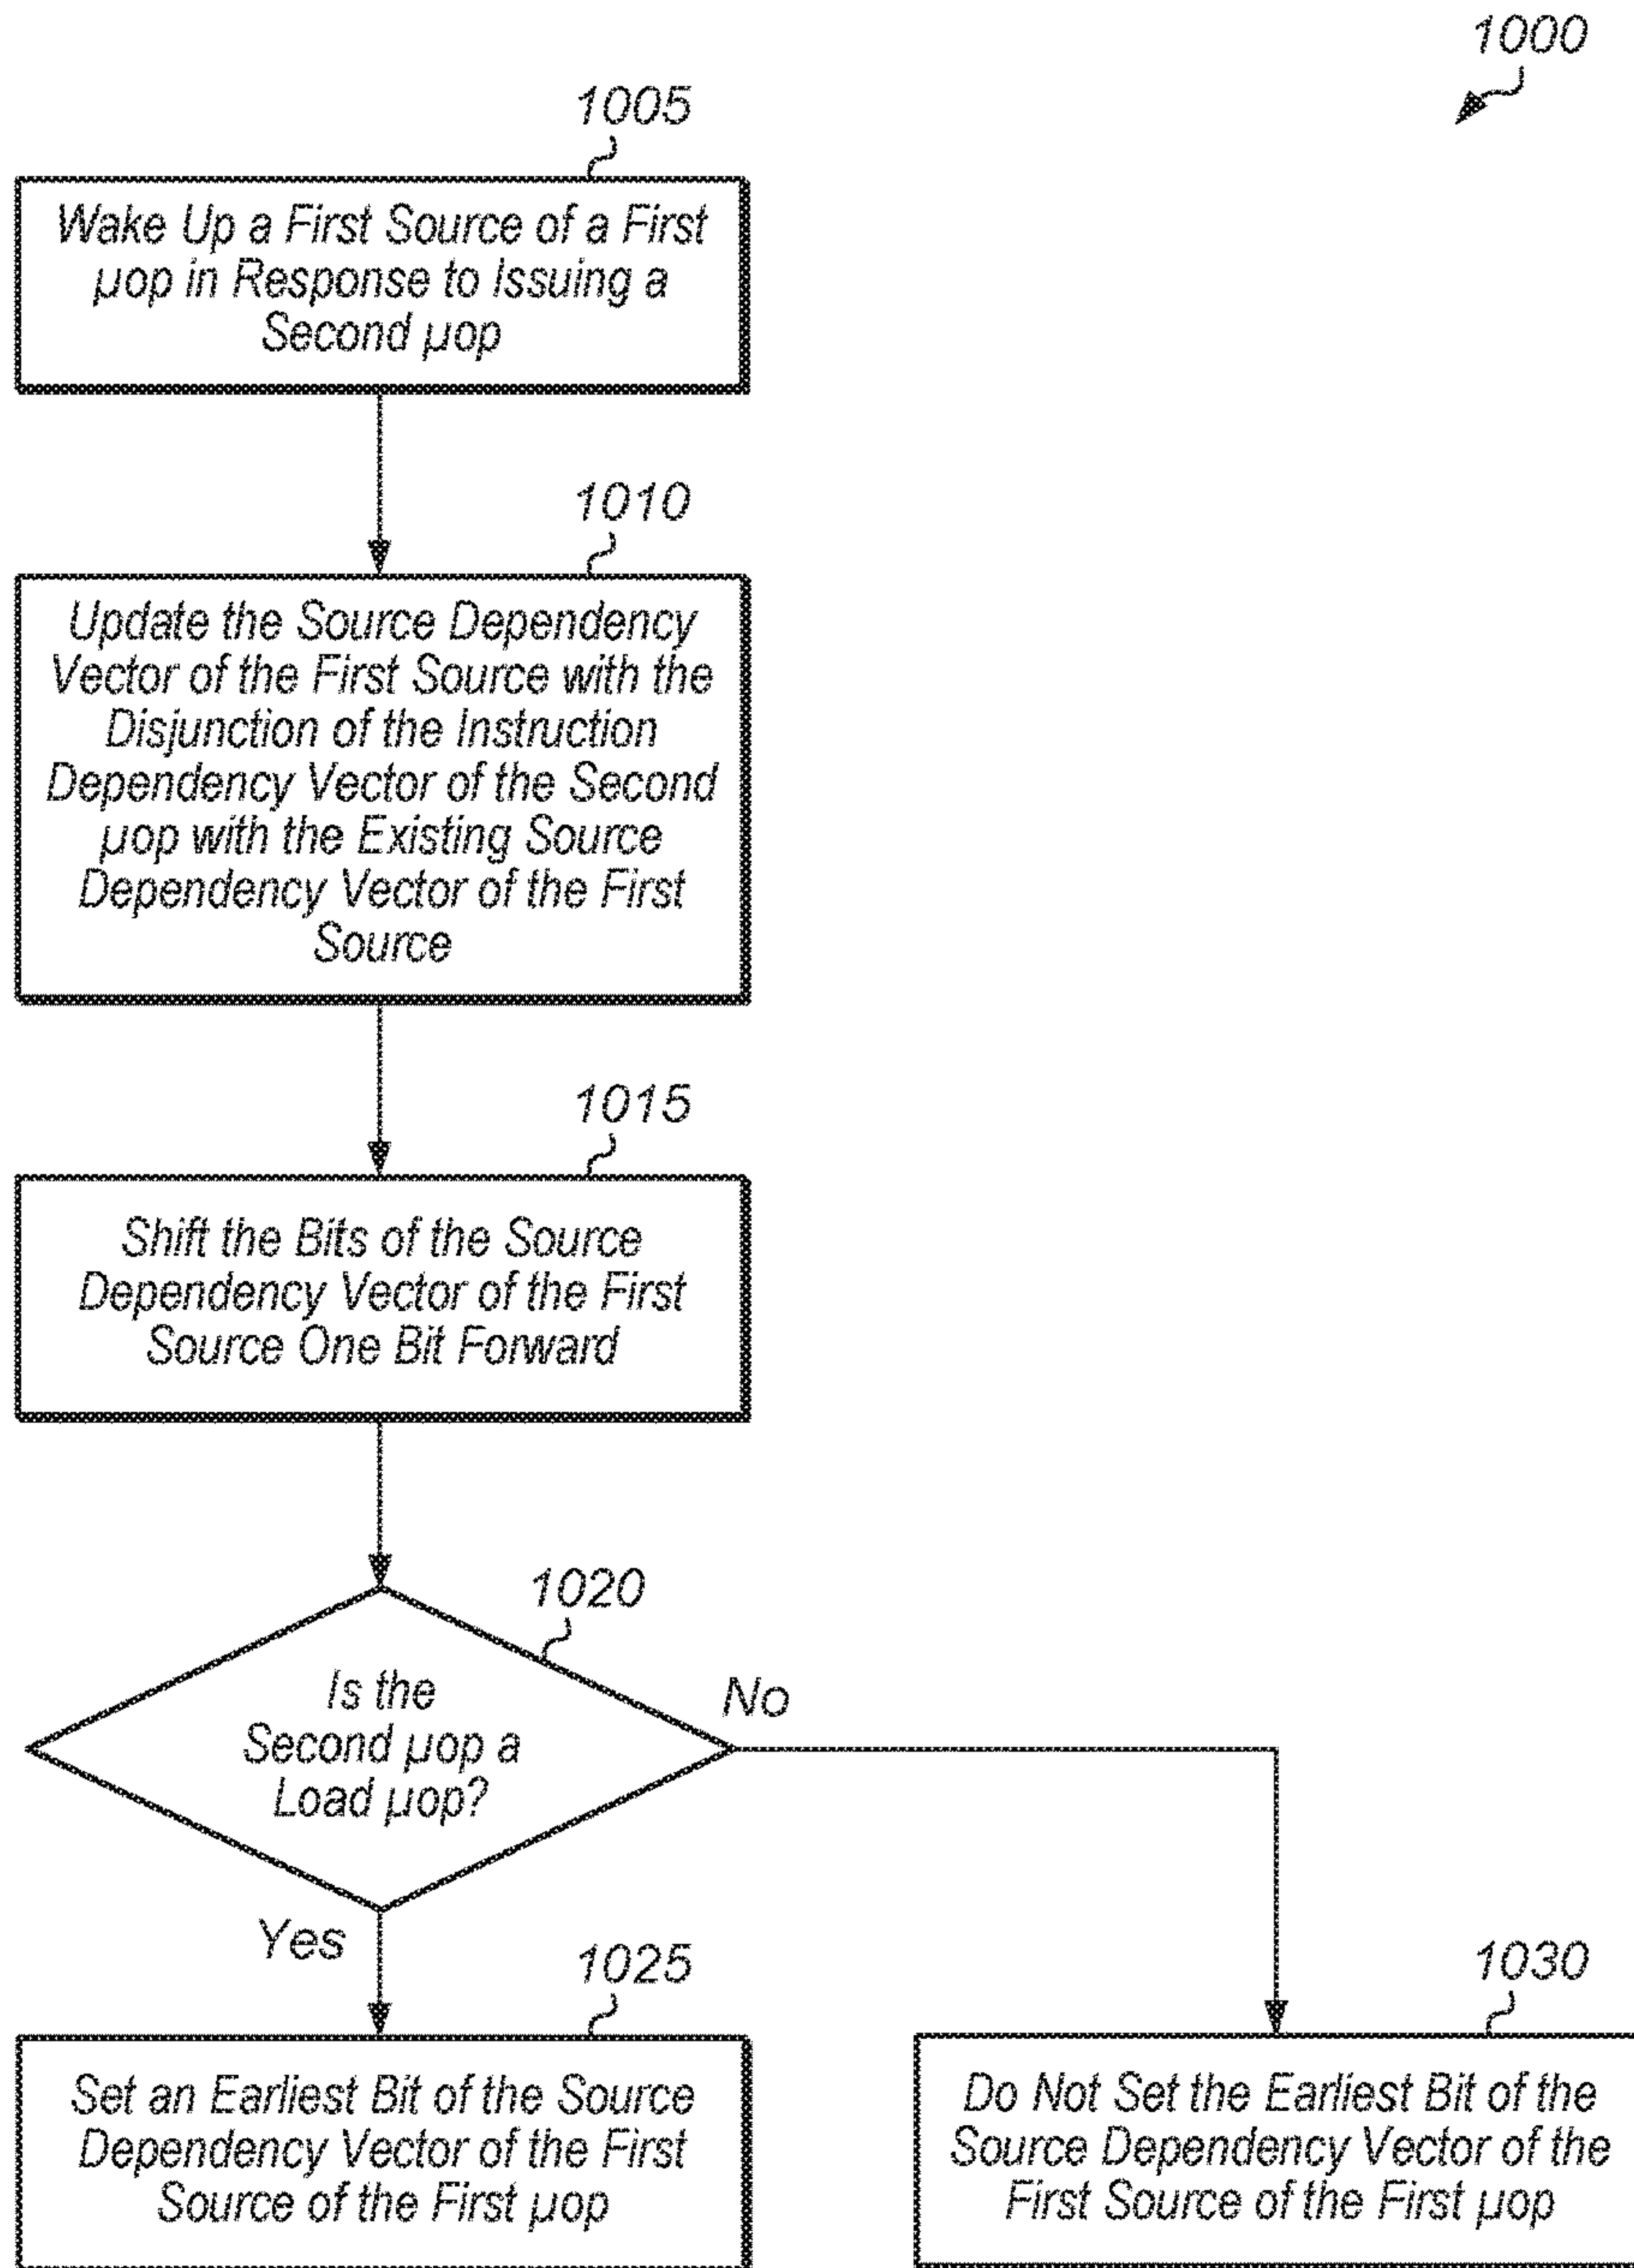 1000
1005
Wake Up a First Source of a First
μop in Response to Issuing a
Second μop
1010
Update the Source Dependency
Vector of the First Source with the
Disjunction of the Instruction
Dependency Vector of the Second
μop with the Existing Source
Dependency Vector of the First
Source
1015
Shift the Bits of the Source
Dependency Vector of the First
Source One Bit Forward
1020
Is the
Second μop a
Load μop?
No
Yes
1025
Set an Earliest Bit of the Source
Dependency Vector of the First
Source of the First μop
1030
Do Not Set the Earliest Bit of the
Source Dependency Vector of the
First Source of the First μop